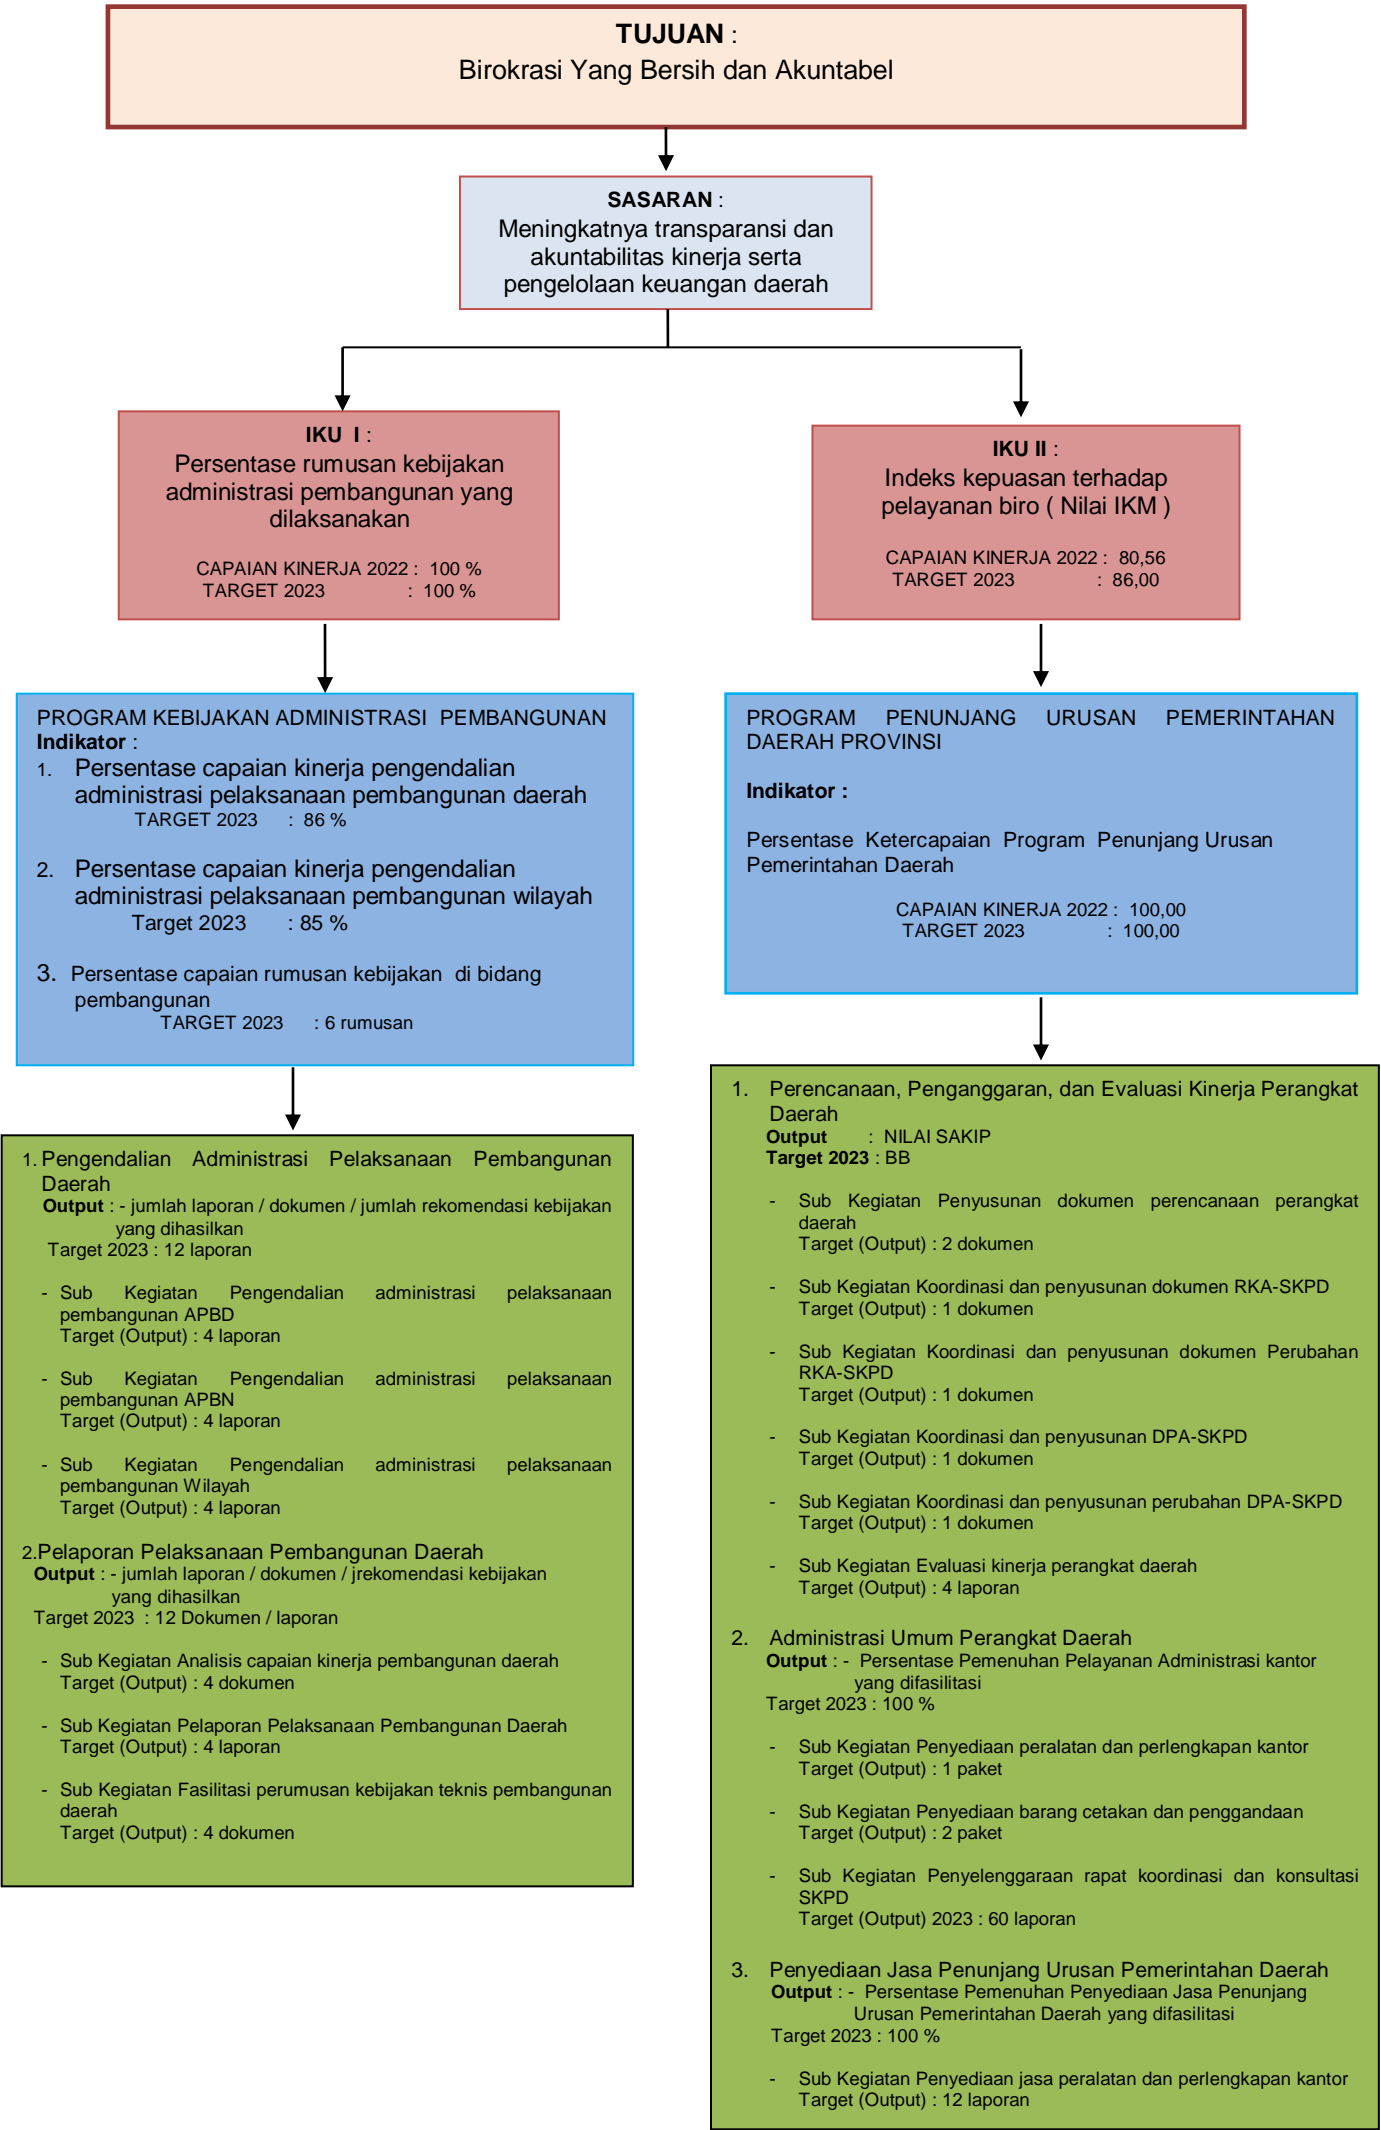 TUJUAN :
Birokrasi Yang Bersih dan Akuntabel
SASARAN :
Meningkatnya transparansi dan
akuntabilitas kinerja serta
pengelolaan keuangan daerah
IKU I :
Persentase rumusan kebijakan
administrasi pembangunan yang
dilaksanakan
CAPAIAN KINERJA 2022 : 100 %
TARGET 2023 : 100 %
IKU II :
Indeks kepuasan terhadap
pelayanan biro ( Nilai IKM )
CAPAIAN KINERJA 2022 : 80,56
TARGET 2023 : 86,00
PROGRAM KEBIJAKAN ADMINISTRASI PEMBANGUNAN
Indikator :
1. Persentase capaian kinerja pengendalian
administrasi pelaksanaan pembangunan daerah
TARGET 2023 : 86 %
2. Persentase capaian kinerja pengendalian
administrasi pelaksanaan pembangunan wilayah
Target 2023 : 85 %
3. Persentase capaian rumusan kebijakan di bidang
pembangunan
TARGET 2023 : 6 rumusan
PROGRAM PENUNJANG URUSAN PEMERINTAHAN
DAERAH PROVINSI
Indikator :
Persentase Ketercapaian Program Penunjang Urusan
Pemerintahan Daerah
CAPAIAN KINERJA 2022 : 100,00
TARGET 2023 : 100,00
1. Pengendalian Administrasi Pelaksanaan Pembangunan
Daerah
Output : - jumlah laporan / dokumen / jumlah rekomendasi kebijakan
yang dihasilkan
Target 2023 : 12 laporan
- Sub Kegiatan Pengendalian administrasi pelaksanaan
pembangunan APBD
Target (Output) : 4 laporan
- Sub Kegiatan Pengendalian administrasi pelaksanaan
pembangunan APBN
Target (Output) : 4 laporan
- Sub Kegiatan Pengendalian administrasi pelaksanaan
pembangunan Wilayah
Target (Output) : 4 laporan
2.Pelaporan Pelaksanaan Pembangunan Daerah
Output : - jumlah laporan / dokumen / jrekomendasi kebijakan
yang dihasilkan
Target 2023 : 12 Dokumen / laporan
- Sub Kegiatan Analisis capaian kinerja pembangunan daerah
Target (Output) : 4 dokumen
- Sub Kegiatan Pelaporan Pelaksanaan Pembangunan Daerah
Target (Output) : 4 laporan
- Sub Kegiatan Fasilitasi perumusan kebijakan teknis pembangunan
daerah
Target (Output) : 4 dokumen
1. Perencanaan, Penganggaran, dan Evaluasi Kinerja Perangkat
Daerah
Output : NILAI SAKIP
Target 2023 : BB
- Sub Kegiatan Penyusunan dokumen perencanaan perangkat
daerah
Target (Output) : 2 dokumen
- Sub Kegiatan Koordinasi dan penyusunan dokumen RKA-SKPD
Target (Output) : 1 dokumen
- Sub Kegiatan Koordinasi dan penyusunan dokumen Perubahan
RKA-SKPD
Target (Output) : 1 dokumen
- Sub Kegiatan Koordinasi dan penyusunan DPA-SKPD
Target (Output) : 1 dokumen
- Sub Kegiatan Koordinasi dan penyusunan perubahan DPA-SKPD
Target (Output) : 1 dokumen
- Sub Kegiatan Evaluasi kinerja perangkat daerah
Target (Output) : 4 laporan
2. Administrasi Umum Perangkat Daerah
Output : - Persentase Pemenuhan Pelayanan Administrasi kantor
yang difasilitasi
Target 2023 : 100 %
- Sub Kegiatan Penyediaan peralatan dan perlengkapan kantor
Target (Output) : 1 paket
- Sub Kegiatan Penyediaan barang cetakan dan penggandaan
Target (Output) : 2 paket
- Sub Kegiatan Penyelenggaraan rapat koordinasi dan konsultasi
SKPD
Target (Output) 2023 : 60 laporan
3. Penyediaan Jasa Penunjang Urusan Pemerintahan Daerah
Output : - Persentase Pemenuhan Penyediaan Jasa Penunjang
Urusan Pemerintahan Daerah yang difasilitasi
Target 2023 : 100 %
- Sub Kegiatan Penyediaan jasa peralatan dan perlengkapan kantor
Target (Output) : 12 laporan